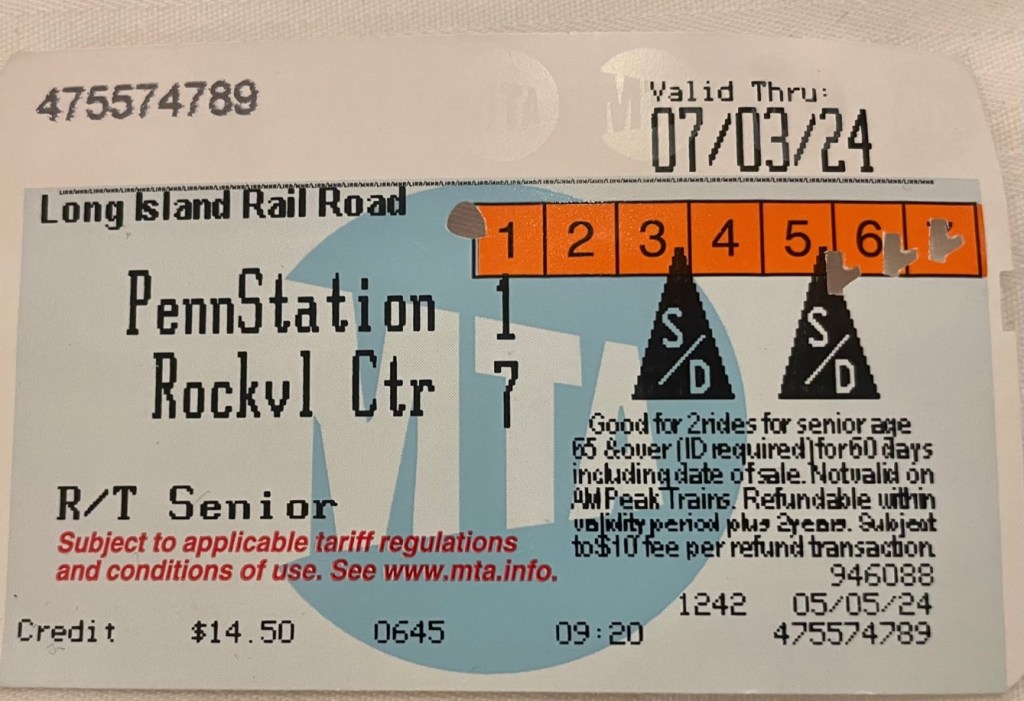 475574789
Valid Thru:
07/03/24
Long Island Rail Road
1 2 3 4 5 6
PennStation 1
Rockvl Ctr 7
S/D S/D
MTA
Good for 2rides for senior age
65 &over (ID required)for60 days
including date of sale. Notvalid on
AM Peak Trains. Refundable within
validity period plus 2years. Subject
to$10 fee per refund transaction.
R/T Senior
Subject to applicable tariff regulations
and conditions of use. See www.mta.info.
946088
1242 05/05/24
Credit $14.50 0645 09:20 475574789